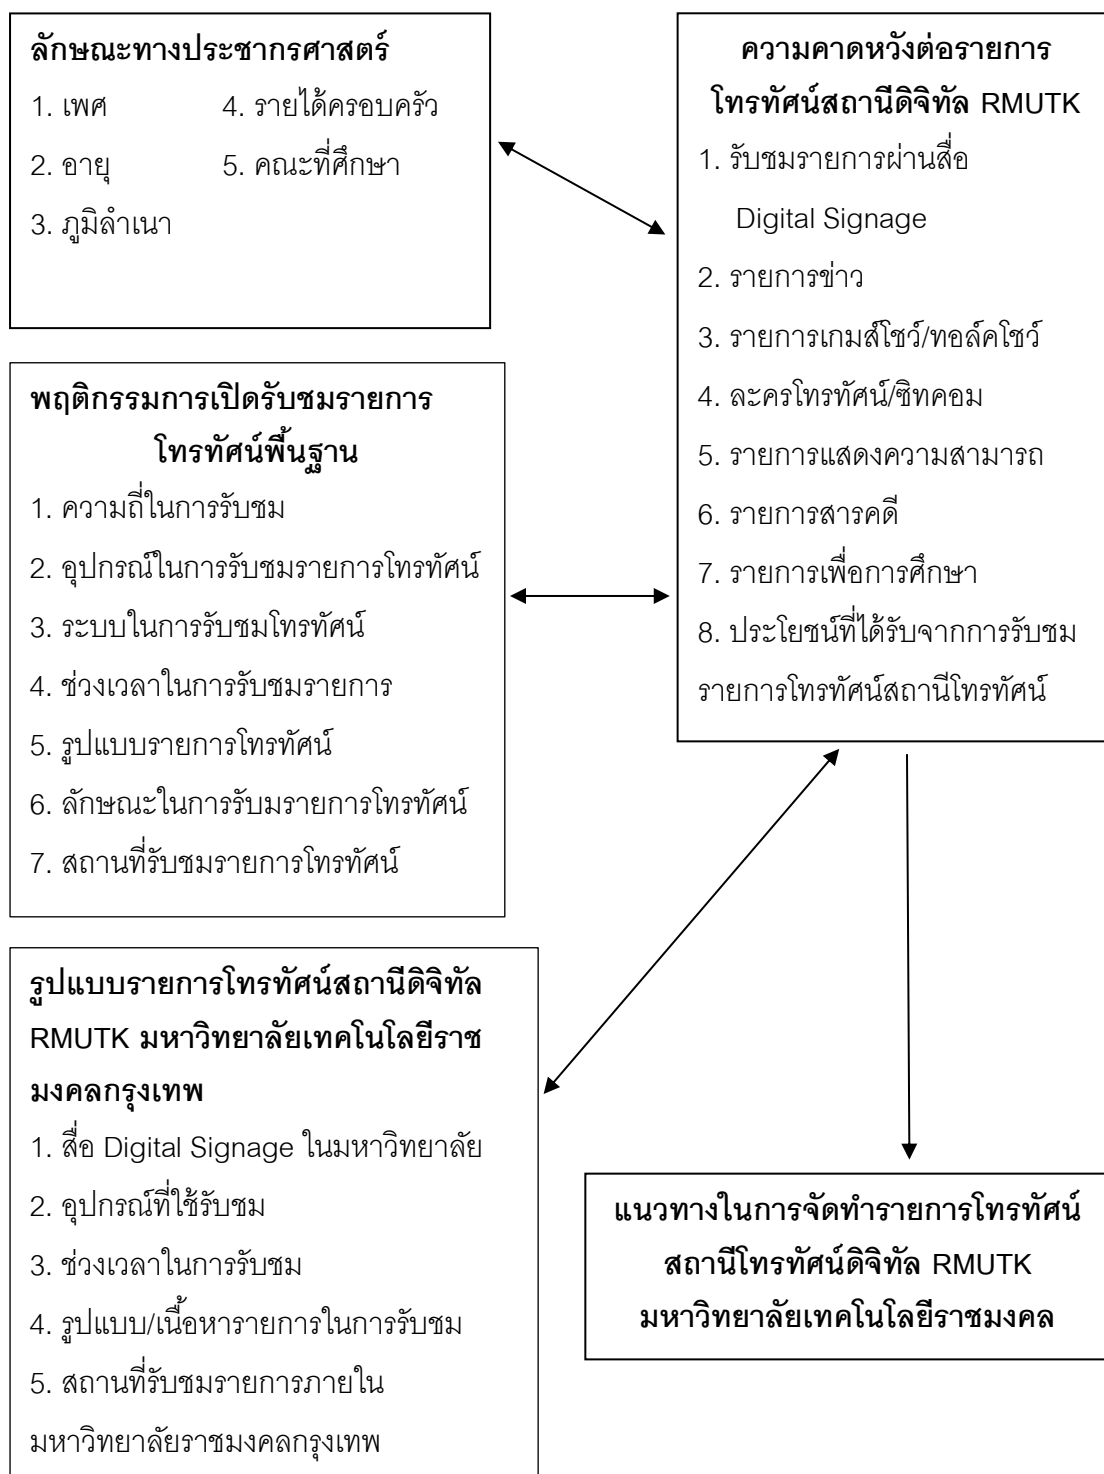 ลักษณะทางประชากรศาสตร์
1. เพศ 4. รายได้ครอบครัว
2. อายุ 5. คณะที่ศึกษา
3. ภูมิลำเนา
ความคาดหวังต่อรายการ
โทรทัศน์สถานีดิจิทัล RMUTK
1. รับชมรายการผ่านสื่อ
Digital Signage
2. รายการข่าว
3. รายการเกมส์โชว์/ทอล์คโชว์
4. ละครโทรทัศน์/ซิทคอม
5. รายการแสดงความสามารถ
6. รายการสารคดี
7. รายการเพื่อการศึกษา
8. ประโยชน์ที่ได้รับจากการรับชม
รายการโทรทัศน์สถานีโทรทัศน์
พฤติกรรมการเปิดรับชมรายการ
โทรทัศน์พื้นฐาน
1. ความถี่ในการรับชม
2. อุปกรณ์ในการรับชมรายการโทรทัศน์
3. ระบบในการรับชมโทรทัศน์
4. ช่วงเวลาในการรับชมรายการ
5. รูปแบบรายการโทรทัศน์
6. ลักษณะในการรับมรายการโทรทัศน์
7. สถานที่รับชมรายการโทรทัศน์
รูปแบบรายการโทรทัศน์สถานีดิจิทัล
RMUTK มหาวิทยาลัยเทคโนโลยีราช
มงคลกรุงเทพ
1. สื่อ Digital Signage ในมหาวิทยาลัย
2. อุปกรณ์ที่ใช้รับชม
3. ช่วงเวลาในการรับชม
4. รูปแบบ/เนื้อหารายการในการรับชม
5. สถานที่รับชมรายการภายใน
มหาวิทยาลัยราชมงคลกรุงเทพ
แนวทางในการจัดทำรายการโทรทัศน์
สถานีโทรทัศน์ดิจิทัล RMUTK
มหาวิทยาลัยเทคโนโลยีราชมงคล